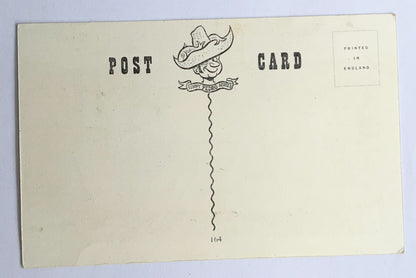 POST CARD
PRINTED
IN
ENGLAND
164